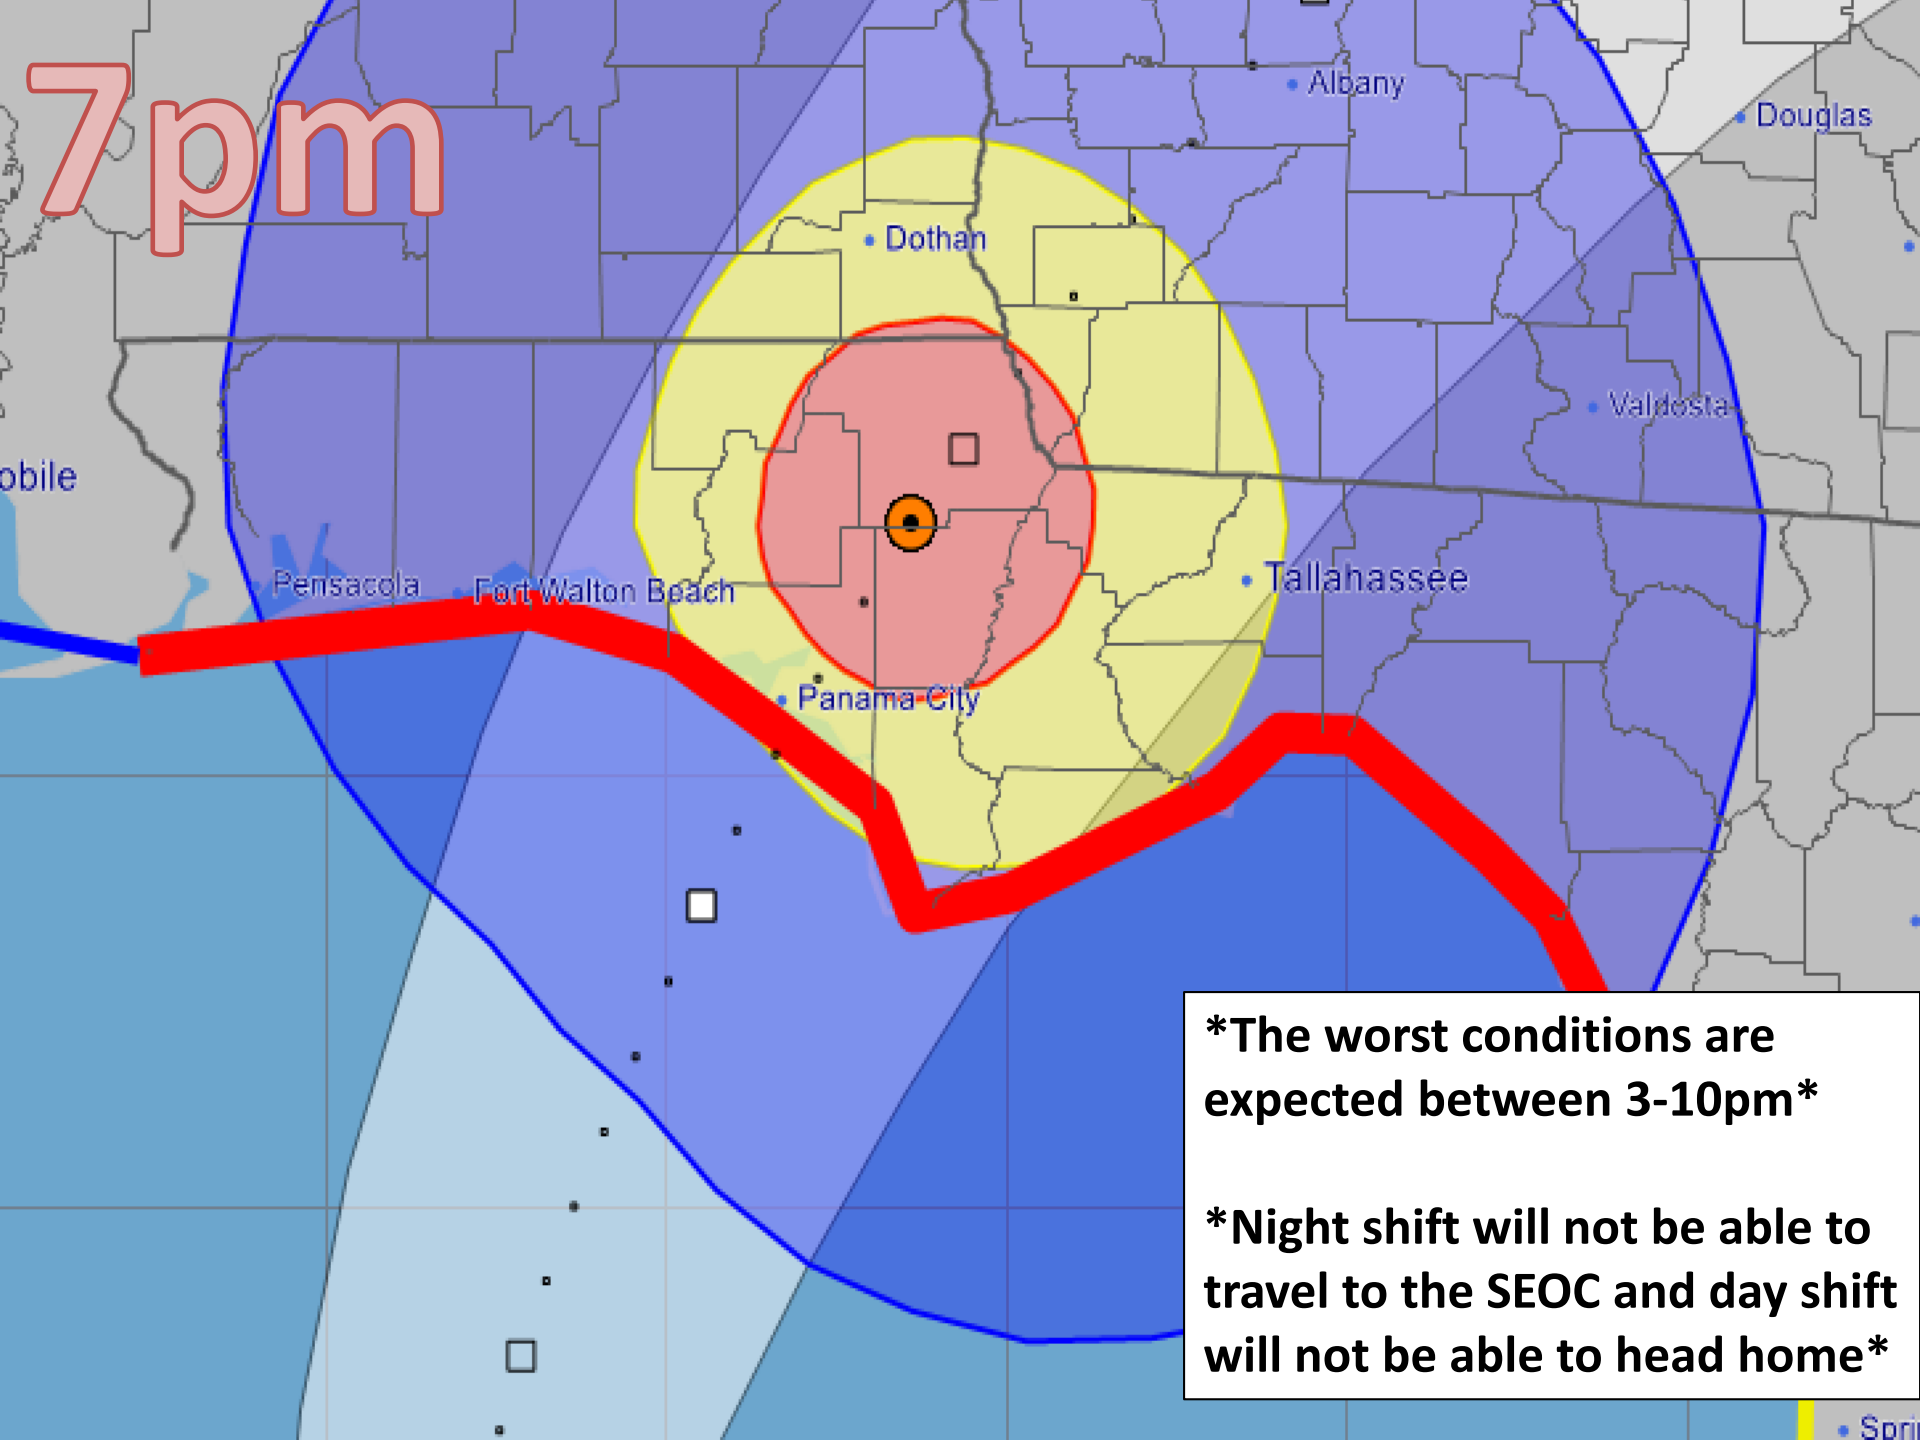 7pm
Albany
Douglas
Dothan
Valdosta
obile
Pensacola
Fort Walton Beach
Tallahassee
Panama City
*The worst conditions are
expected between 3-10pm*
*Night shift will not be able to
travel to the SEOC and day shift
will not be able to head home*
Spri